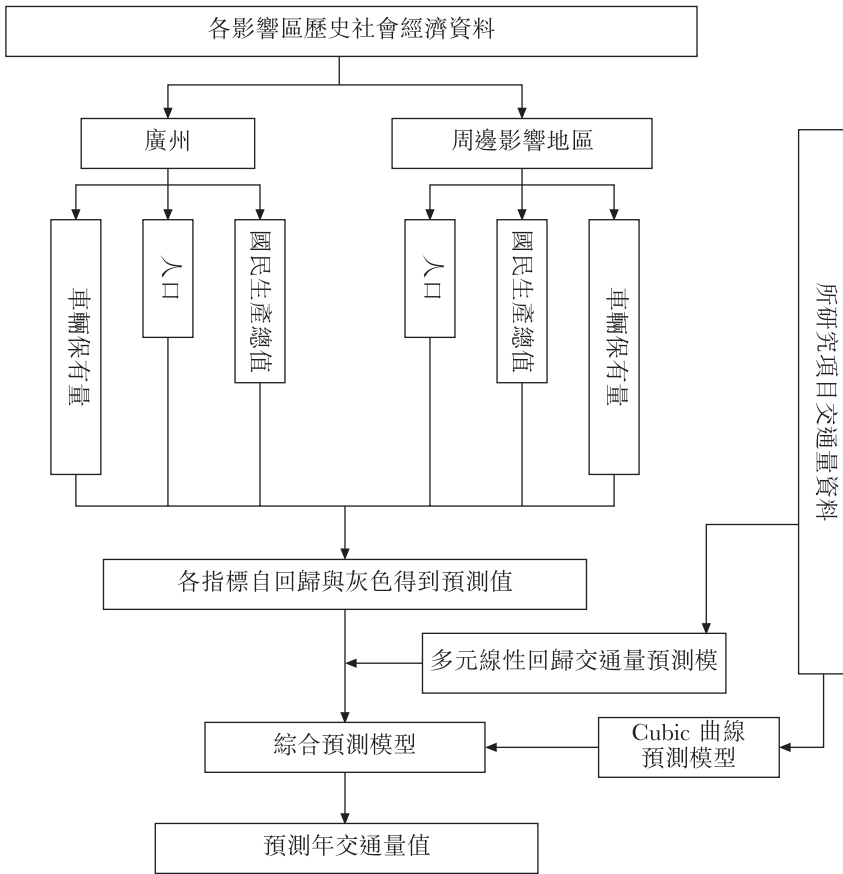 各影響區歷史社會經濟資料
廣州
周邊影響地區
車輛保有量
人口
國民生產總值
人口
國民生產總值
車輛保有量
所研究項目交通量資料
各指標自回歸與灰色得到預測值
多元線性回歸交通量預測模
綜合預測模型
Cubic 曲線
預測模型
預測年交通量值